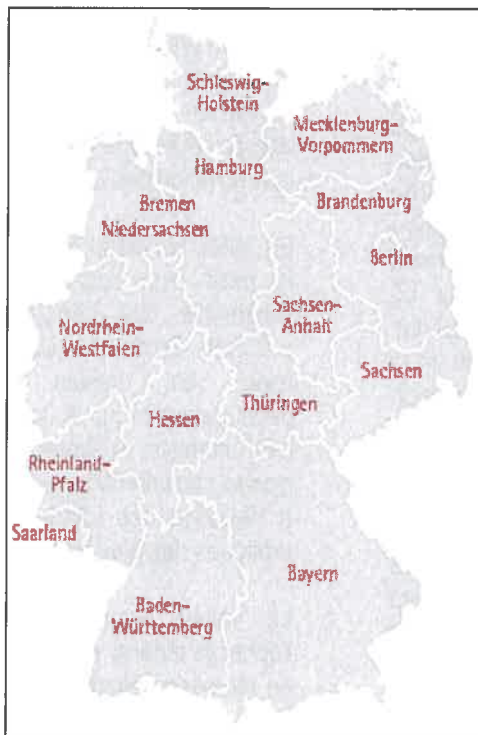 Schleswig-
Holstein
Mecklenburg-
Vorpommern
Hamburg
Bremen
Brandenburg
Niedersachsen
Berlin
Sachsen-
Anhalt
Nordrhein-
Westfalen
Sachsen
Thüringen
Hessen
Rheinland-
Pfalz
Saarland
Bayern
Baden-
Württemberg